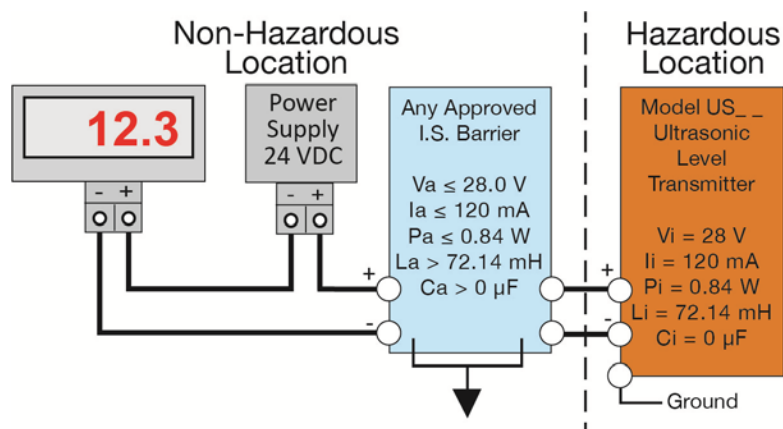 Non-Hazardous
Location
Hazardous
Location
12.3
- +
Power
Supply
24 VDC
- +
Any Approved
I.S. Barrier
Va ≤ 28.0 V
Ia ≤ 120 mA
Pa ≤ 0.84 W
La > 72.14 mH
Ca > 0 µF
+
-
Model US_ _
Ultrasonic
Level
Transmitter
Vi = 28 V
Ii = 120 mA
Pi = 0.84 W
Li = 72.14 mH
Ci = 0 µF
+
-
Ground